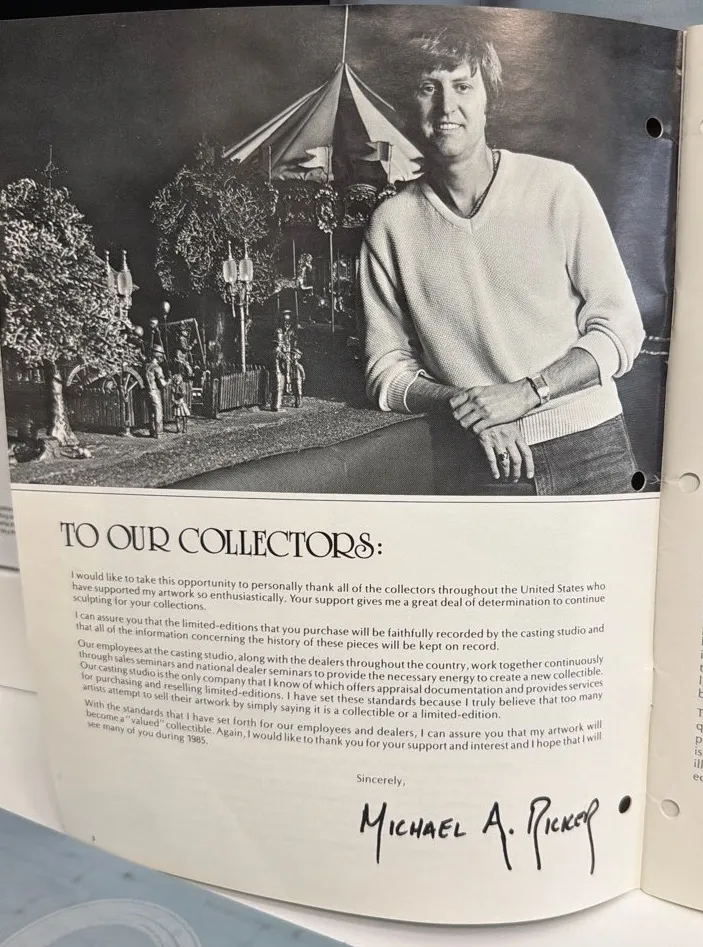 TO OUR COLLECTORS:
I would like to take this opportunity to personally thank all of the collectors throughout the United States who
have supported my artwork so enthusiastically. Your support gives me a great deal of determination to continue
sculpting for your collections.
I can assure you that the limited-editions that you purchase will be faithfully recorded by the casting studio and
that all of the information concerning the history of these pieces will be kept on record.
Our employees at the casting studio, along with the dealers throughout the country, work together continuously
through sales seminars and national dealer seminars to provide the necessary energy to create a new collectible.
Our casting studio is the only company that I know of which offers appraisal documentation and provides services
for purchasing and reselling limited-editions. I have set these standards because I truly believe that too many
artists attempt to sell their artwork by simply saying it is a collectible or a limited-edition.
With the standards that I have set forth for our employees and dealers, I can assure you that my artwork will
become a "valued" collectible. Again, I would like to thank you for your support and interest and I hope that I will
see many of you during 1985.
Sincerely,
MICHAEL A. RICKER